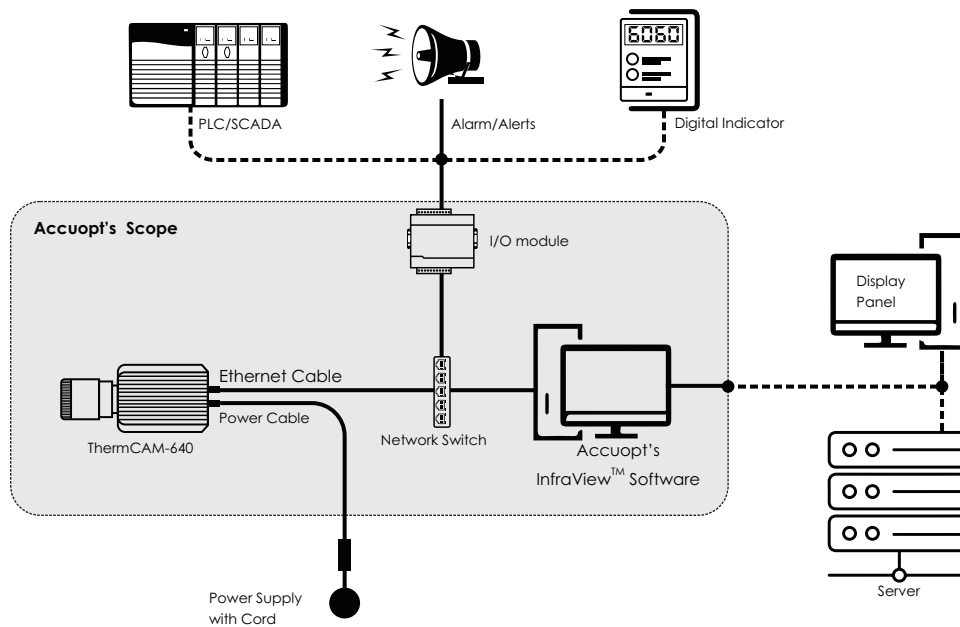 6060
PLC/SCADA
Alarm/Alerts
Digital Indicator
Accuopt's Scope
I/O module
Display
Panel
Ethernet Cable
Power Cable
ThermCAM-640
Network Switch
Accuopt's
InfraView™ Software
Server
Power Supply
with Cord